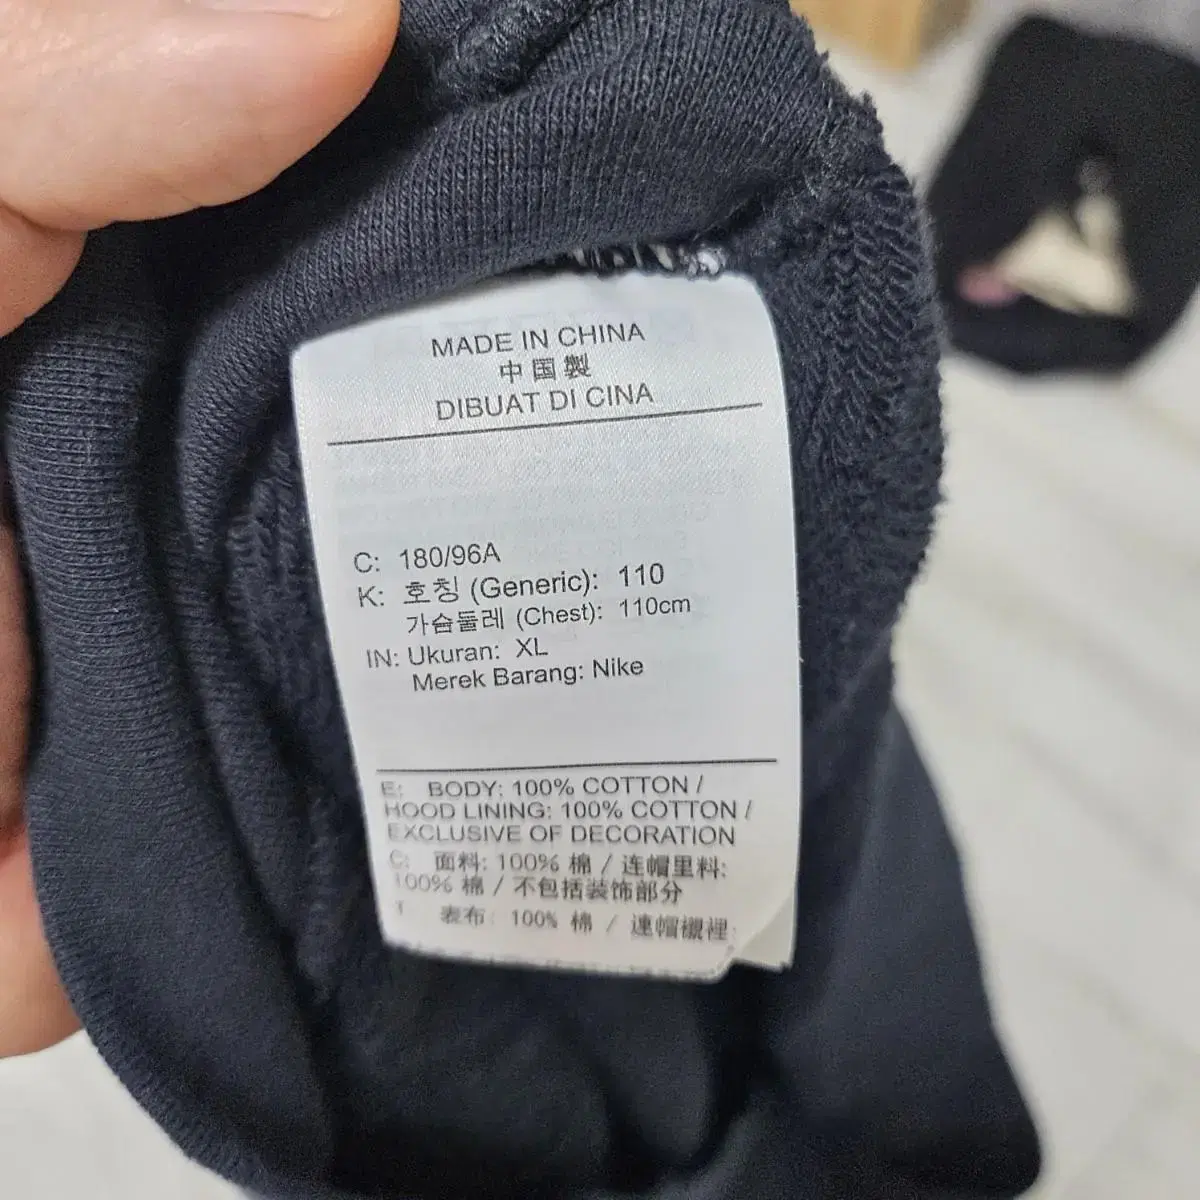 MADE IN CHINA
中国製
DIBUAT DI CINA
C: 180/96A
K: 호칭 (Generic): 110
가슴둘레 (Chest): 110cm
IN: Ukuran: XL
Merek Barang: Nike
E: BODY: 100% COTTON /
HOOD LINING: 100% COTTON /
EXCLUSIVE OF DECORATION
C: 面料: 100% 棉 / 连帽里料:
100% 棉 / 不包括装饰部分
表布: 100% 棉 / 連帽襯裡: